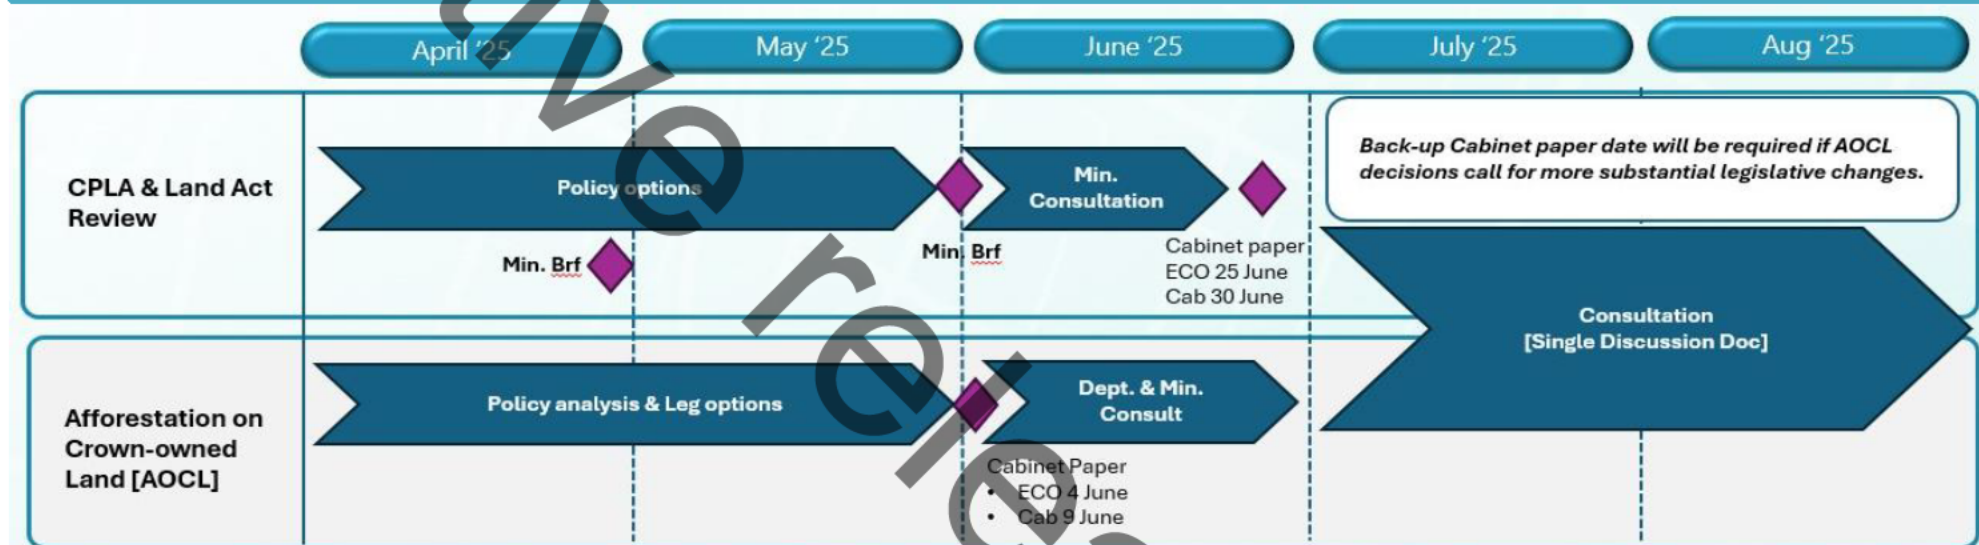 April ‘25
May ‘25
June ‘25
July ‘25
Aug ‘25
CPLA & Land Act
Review
Policy options
Min.
Consultation
Back-up Cabinet paper date will be required if AOCL
decisions call for more substantial legislative changes.
Min. Brf
Min. Brf
Cabinet paper
ECO 25 June
Cab 30 June
Consultation
[Single Discussion Doc]
Afforestation on
Crown-owned
Land [AOCL]
Policy analysis & Leg options
Dept. & Min.
Consult
Cabinet Paper
• ECO 4 June
• Cab 9 June